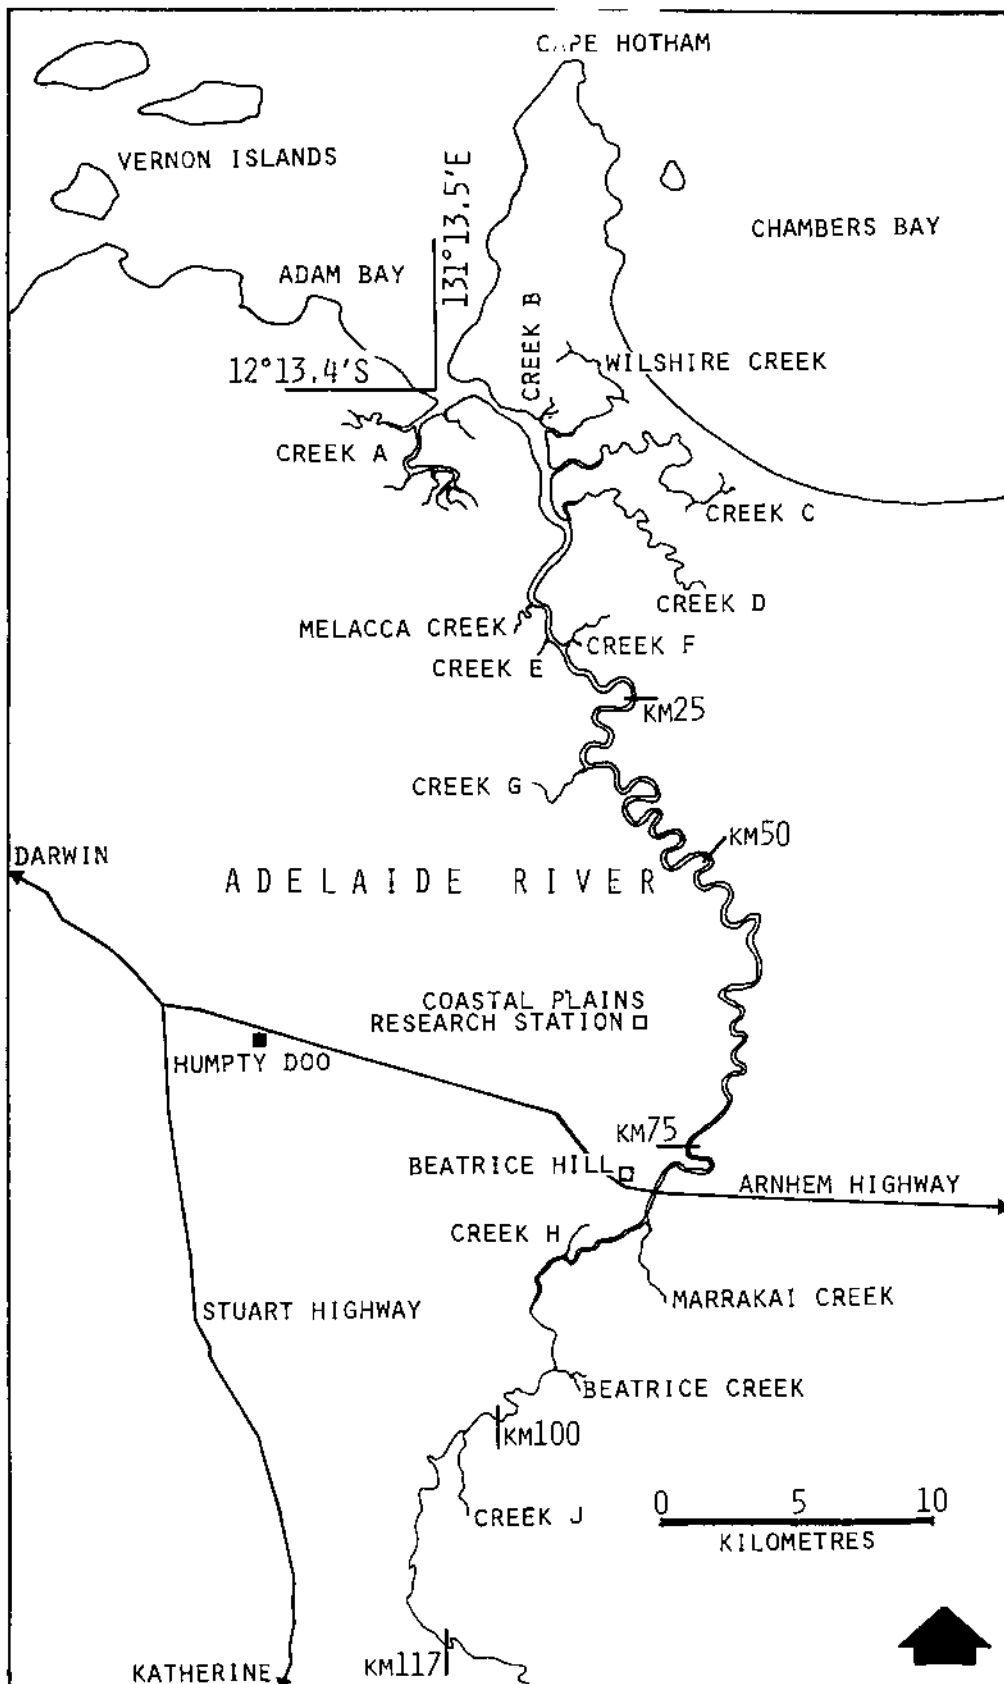 CAPE HOTHAM
VERNON ISLANDS
131°13.5'E
CHAMBERS BAY
ADAM BAY
CREEK B
12°13.4'S
WILSHIRE CREEK
CREEK A
CREEK C
CREEK D
MELACCA CREEK
CREEK F
CREEK E
KM25
CREEK G
KM50
DARWIN
ADELAIDE RIVER
COASTAL PLAINS
RESEARCH STATION
HUMPTY DOO
KM75
BEATRICE HILL
ARNHEM HIGHWAY
CREEK H
MARRAKAI CREEK
STUART HIGHWAY
BEATRICE CREEK
KM100
0 5 10
CREEK J
KILOMETRES
KM117
KATHERINE